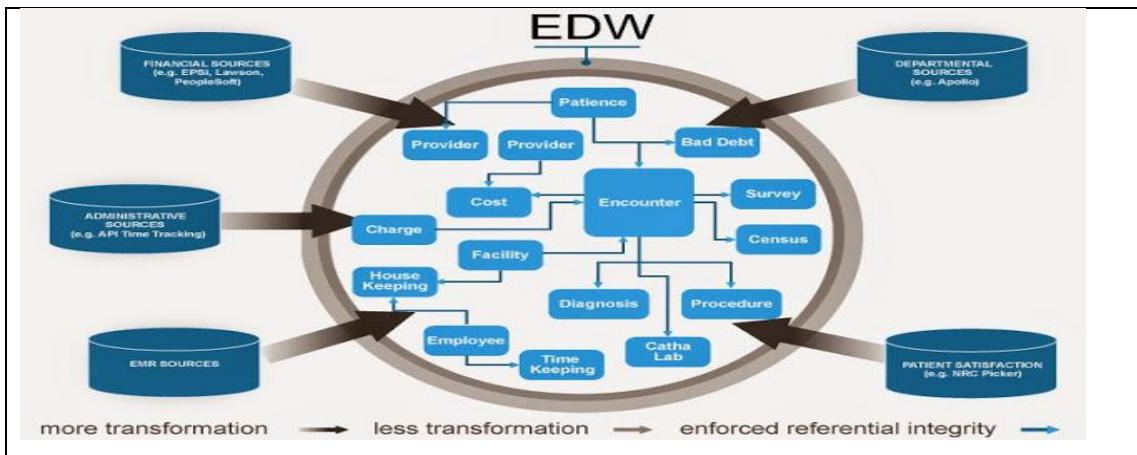 EDW
FINANCIAL SOURCES
(e.g. EPSi, Lawson,
PeopleSoft)
DEPARTMENTAL
SOURCES
(e.g. Apollo)
Patience
Provider
Provider
Bad Debt
Cost
Encounter
Survey
ADMINISTRATIVE
SOURCES
(e.g. API Time Tracking)
Charge
Census
Facility
House
Keeping
Diagnosis
Procedure
Employee
Catha
Lab
Time
Keeping
EMR SOURCES
PATIENT SATISFACTION
(e.g. NRC Picker)
more transformation
less transformation
enforced referential integrity